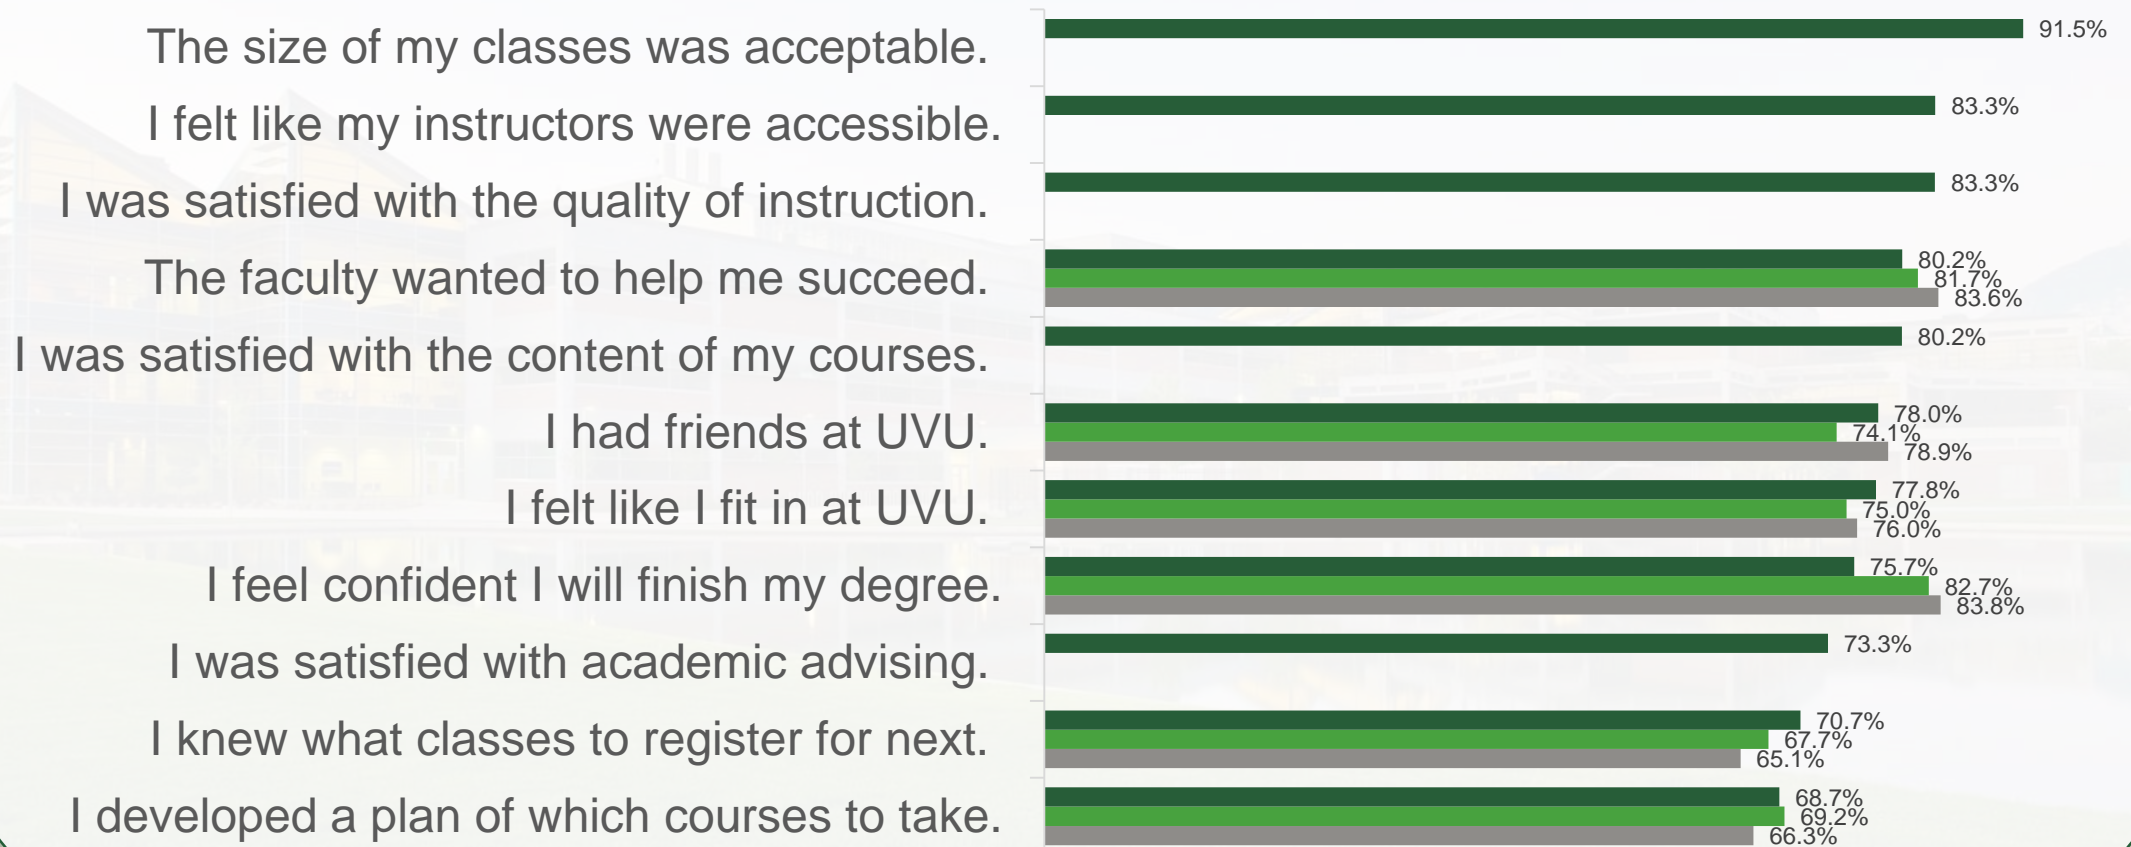 The size of my classes was acceptable.
91.5%
I felt like my instructors were accessible.
83.3%
I was satisfied with the quality of instruction.
83.3%
The faculty wanted to help me succeed.
80.2%
81.7%
83.6%
I was satisfied with the content of my courses.
80.2%
I had friends at UVU.
78.0%
74.1%
78.9%
I felt like I fit in at UVU.
77.8%
75.0%
76.0%
I feel confident I will finish my degree.
75.7%
82.7%
83.8%
I was satisfied with academic advising.
73.3%
I knew what classes to register for next.
70.7%
67.7%
65.1%
I developed a plan of which courses to take.
68.7%
69.2%
66.3%